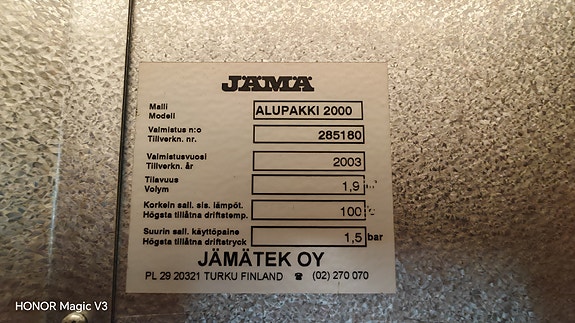 JÄMÄ
Malli
Modell
ALUPAKKI 2000
Valmistus n:o
Tillverkn. nr.
285180
Valmistusvuosi
Tillverkn. år
2003
Tilavuus
Volym
1,9
Korkein sall. sis. lämpöt.
Högsta tillåtna driftstemp.
100 °C
Suurin sall. käyttöpaine
Högsta tillåtna driftstryck
1,5 bar
JÄMÄTEK OY
PL 29 20321 TURKU FINLAND ☎ (02) 270 070
HONOR Magic V3